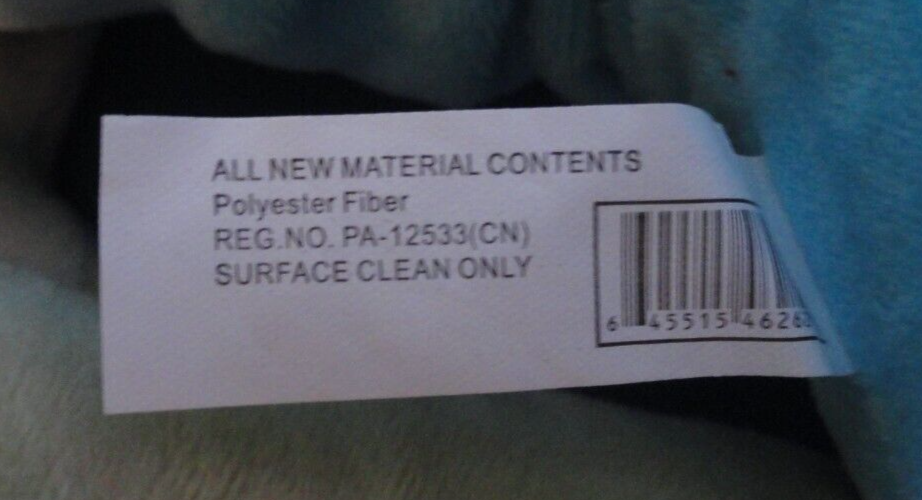 ALL NEW MATERIAL CONTENTS
Polyester Fiber
REG.NO. PA-12533(CN)
SURFACE CLEAN ONLY
6 45515 4626